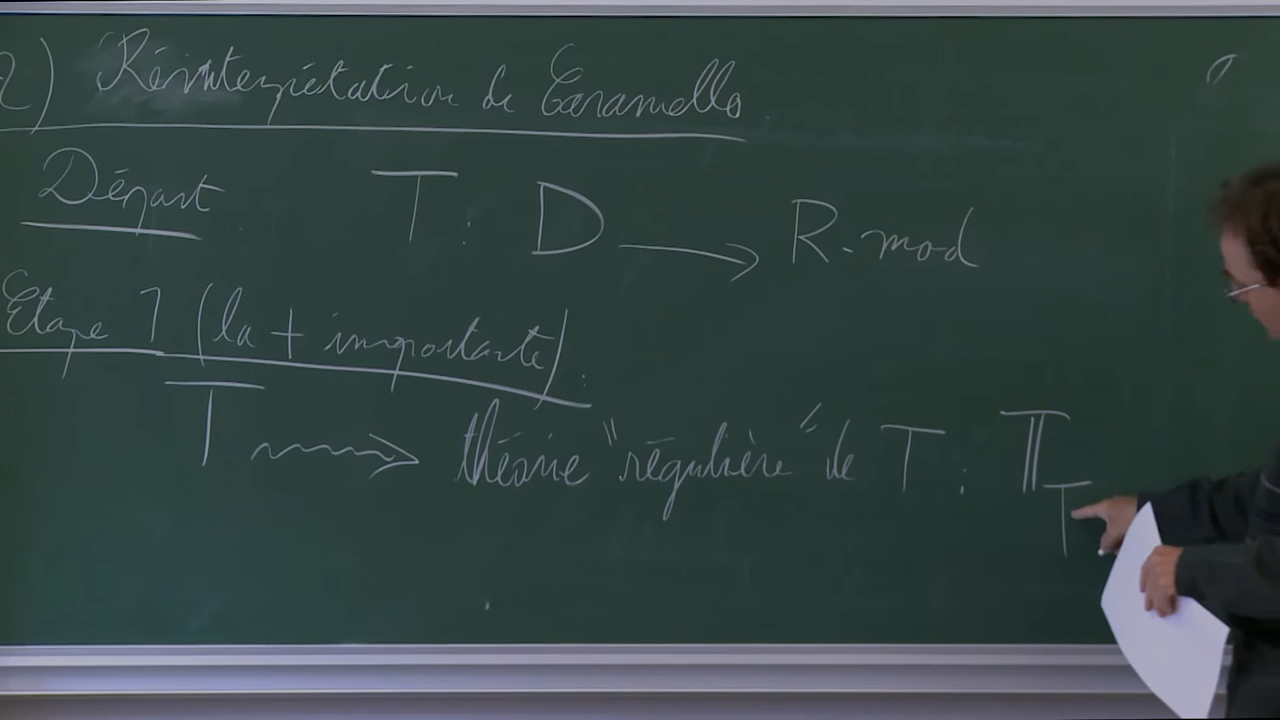 2) Réinterprétation de Caramello
Départ T : D → R-mod
Etape 1 (la + importante) :
T ⇝ théorie "régulière" de T : 𝕋_T